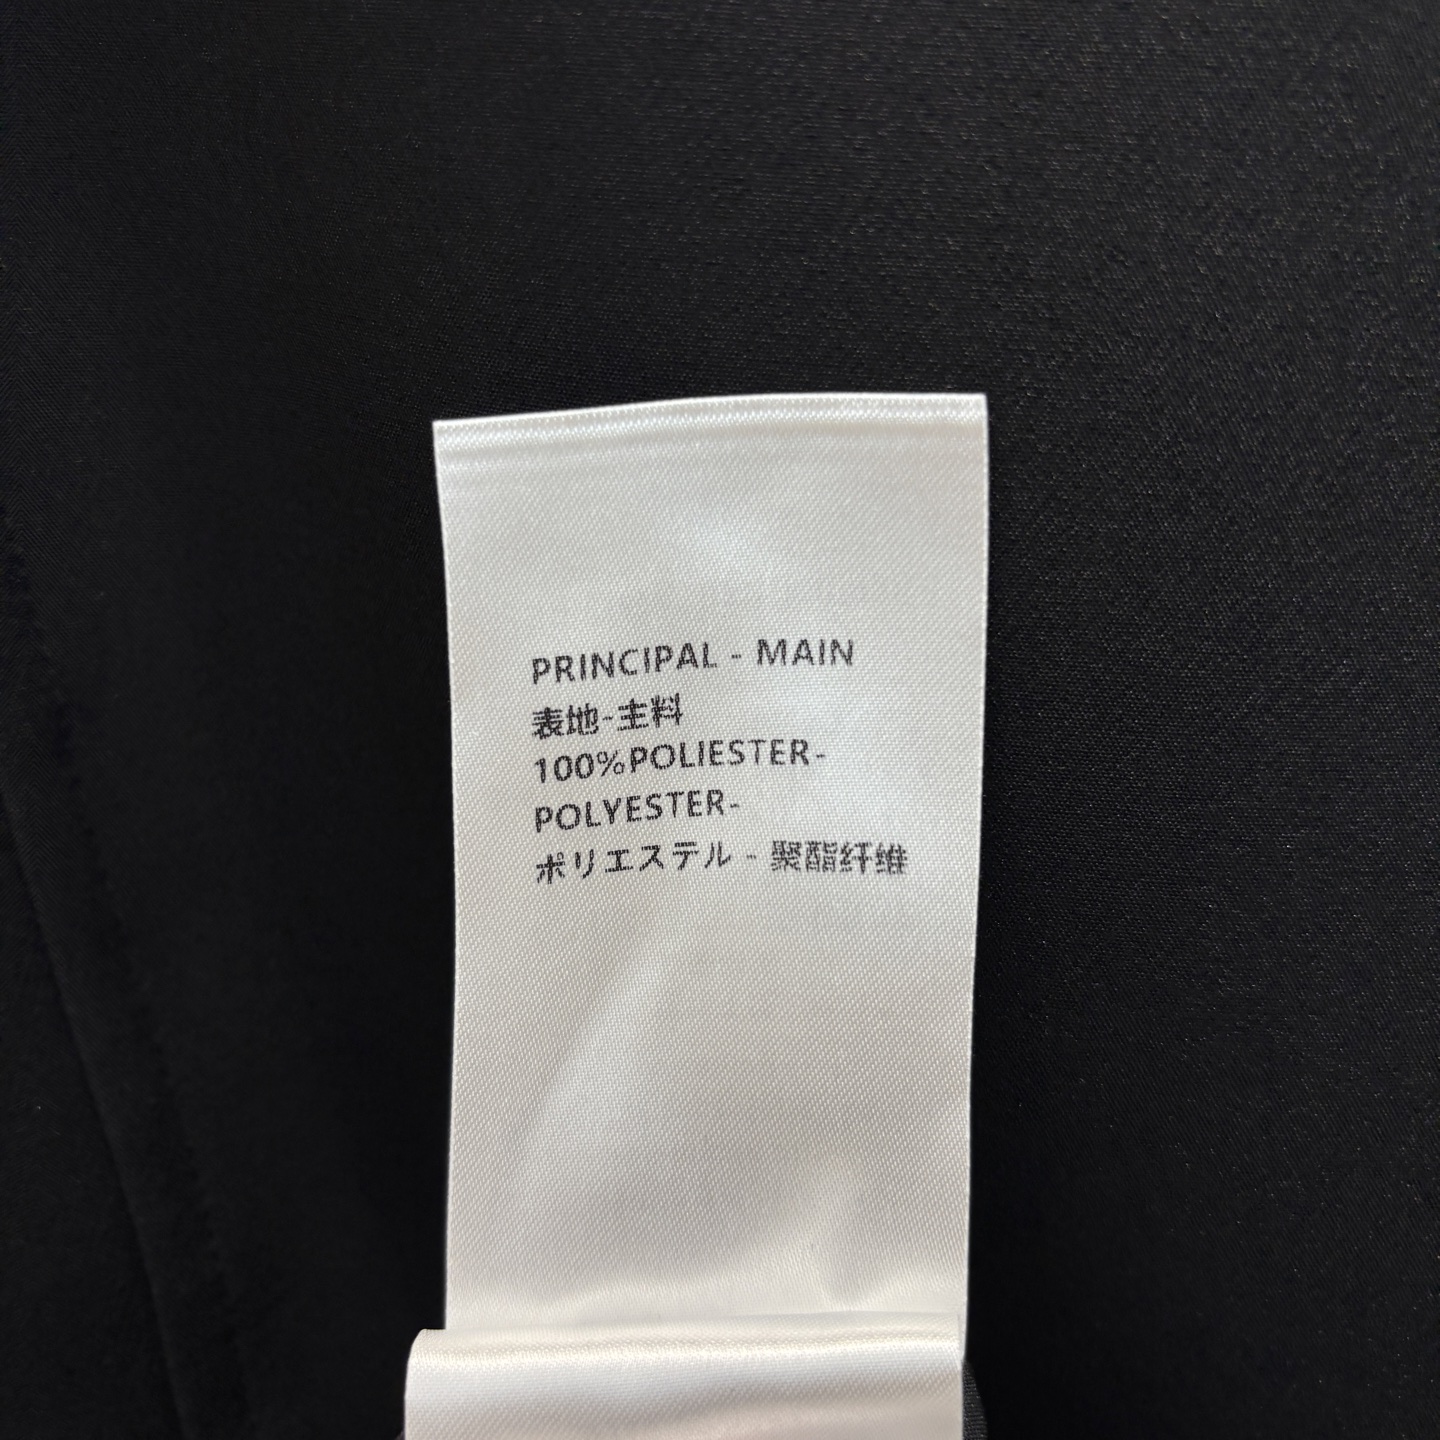 PRINCIPAL - MAIN
表地-主料
100%POLIESTER-
POLYESTER-
ポリエステル - 聚酯纤维